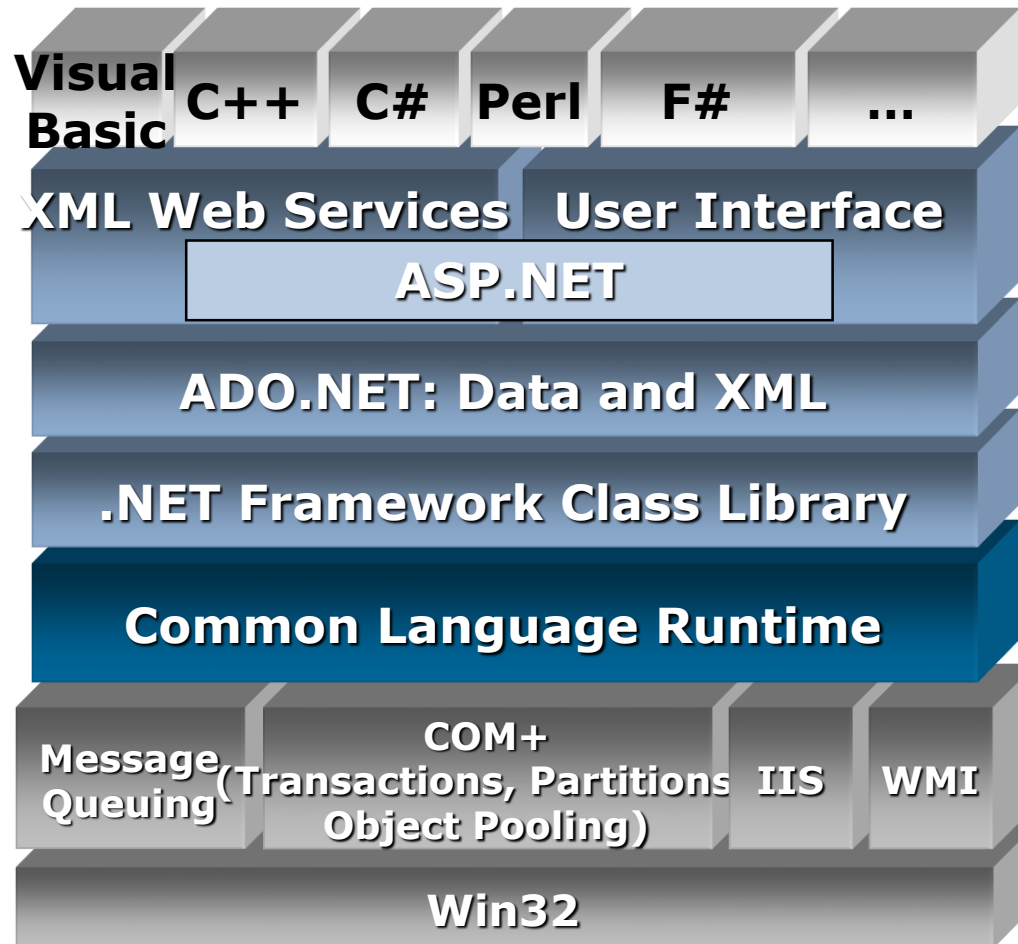 Visual
Basic
C++
C#
Perl
F#
...
XML Web Services
User Interface
ASP.NET
ADO.NET: Data and XML
.NET Framework Class Library
Common Language Runtime
Message
Queuing
COM+
(Transactions, Partitions
Object Pooling)
IIS
WMI
Win32